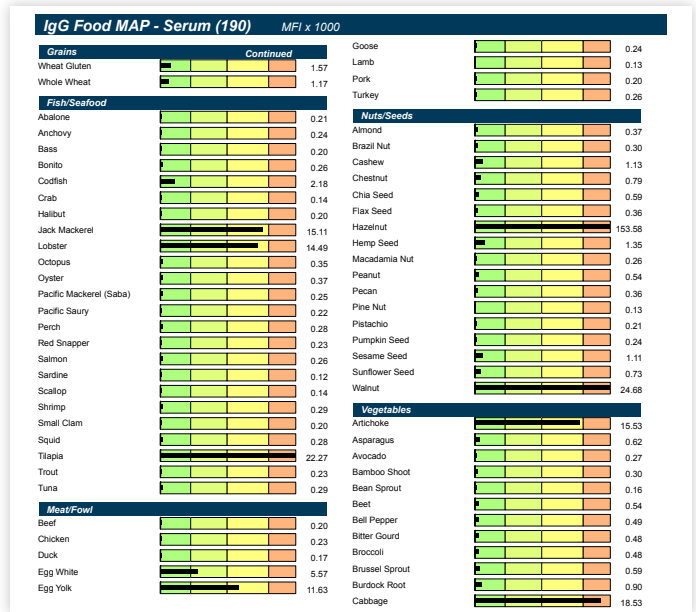 IgG Food MAP - Serum (190) MFI x 1000
Grains Continued
Wheat Gluten 1.57
Whole Wheat 1.17
Fish/Seafood
Abalone 0.21
Anchovy 0.24
Bass 0.20
Bonito 0.26
Codfish 2.18
Crab 0.14
Halibut 0.20
Jack Mackerel 15.11
Lobster 14.49
Octopus 0.35
Oyster 0.37
Pacific Mackerel (Saba) 0.25
Pacific Saury 0.22
Perch 0.28
Red Snapper 0.23
Salmon 0.26
Sardine 0.12
Scallop 0.14
Shrimp 0.29
Small Clam 0.20
Squid 0.28
Tilapia 22.27
Trout 0.23
Tuna 0.29
Meat/Fowl
Beef 0.20
Chicken 0.23
Duck 0.17
Egg White 5.57
Egg Yolk 11.63
Goose 0.24
Lamb 0.13
Pork 0.20
Turkey 0.26
Nuts/Seeds
Almond 0.37
Brazil Nut 0.30
Cashew 1.13
Chestnut 0.79
Chia Seed 0.59
Flax Seed 0.36
Hazelnut 153.58
Hemp Seed 1.35
Macadamia Nut 0.26
Peanut 0.54
Pecan 0.36
Pine Nut 0.13
Pistachio 0.21
Pumpkin Seed 0.24
Sesame Seed 1.11
Sunflower Seed 0.73
Walnut 24.68
Vegetables
Artichoke 15.53
Asparagus 0.62
Avocado 0.27
Bamboo Shoot 0.30
Bean Sprout 0.16
Beet 0.54
Bell Pepper 0.49
Bitter Gourd 0.48
Broccoli 0.48
Brussel Sprout 0.59
Burdock Root 0.90
Cabbage 18.53